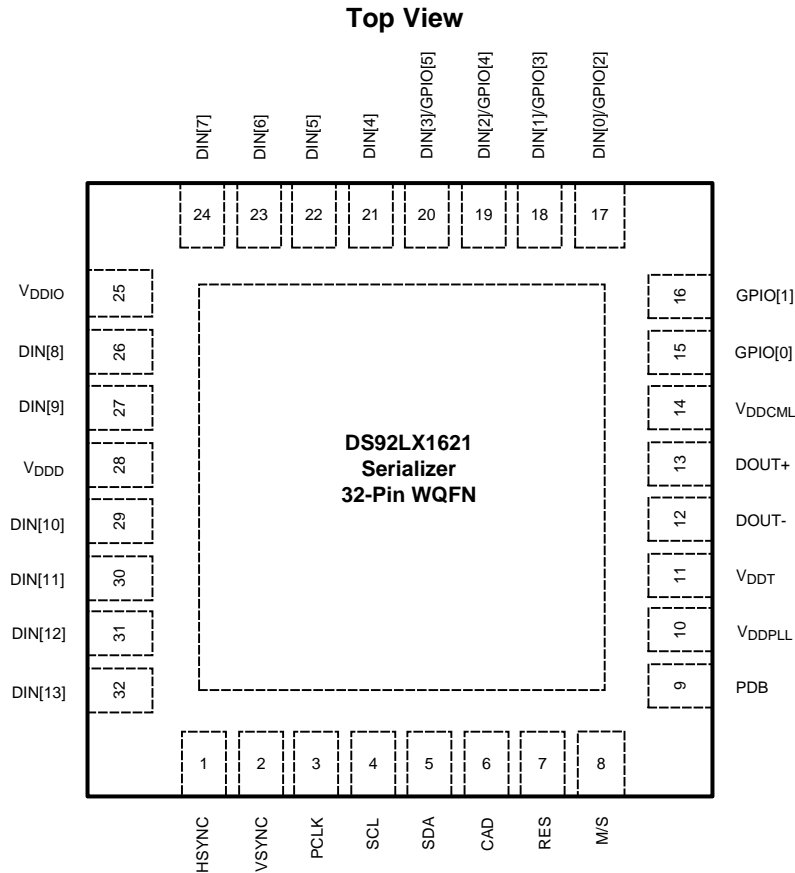 Top View
DIN[7]
DIN[6]
DIN[5]
DIN[4]
DIN[3]/GPIO[5]
DIN[2]/GPIO[4]
DIN[1]/GPIO[3]
DIN[0]/GPIO[2]
24
23
22
21
20
19
18
17
VDDIO
25
DIN[8]
26
DIN[9]
27
VDDD
28
DIN[10]
29
DIN[11]
30
DIN[12]
31
DIN[13]
32
DS92LX1621
Serializer
32-Pin WQFN
16
GPIO[1]
15
GPIO[0]
14
VDDCML
13
DOUT+
12
DOUT-
11
VDDT
10
VDDPLL
9
PDB
1
2
3
4
5
6
7
8
HSYNC
VSYNC
PCLK
SCL
SDA
CAD
RES
M/S